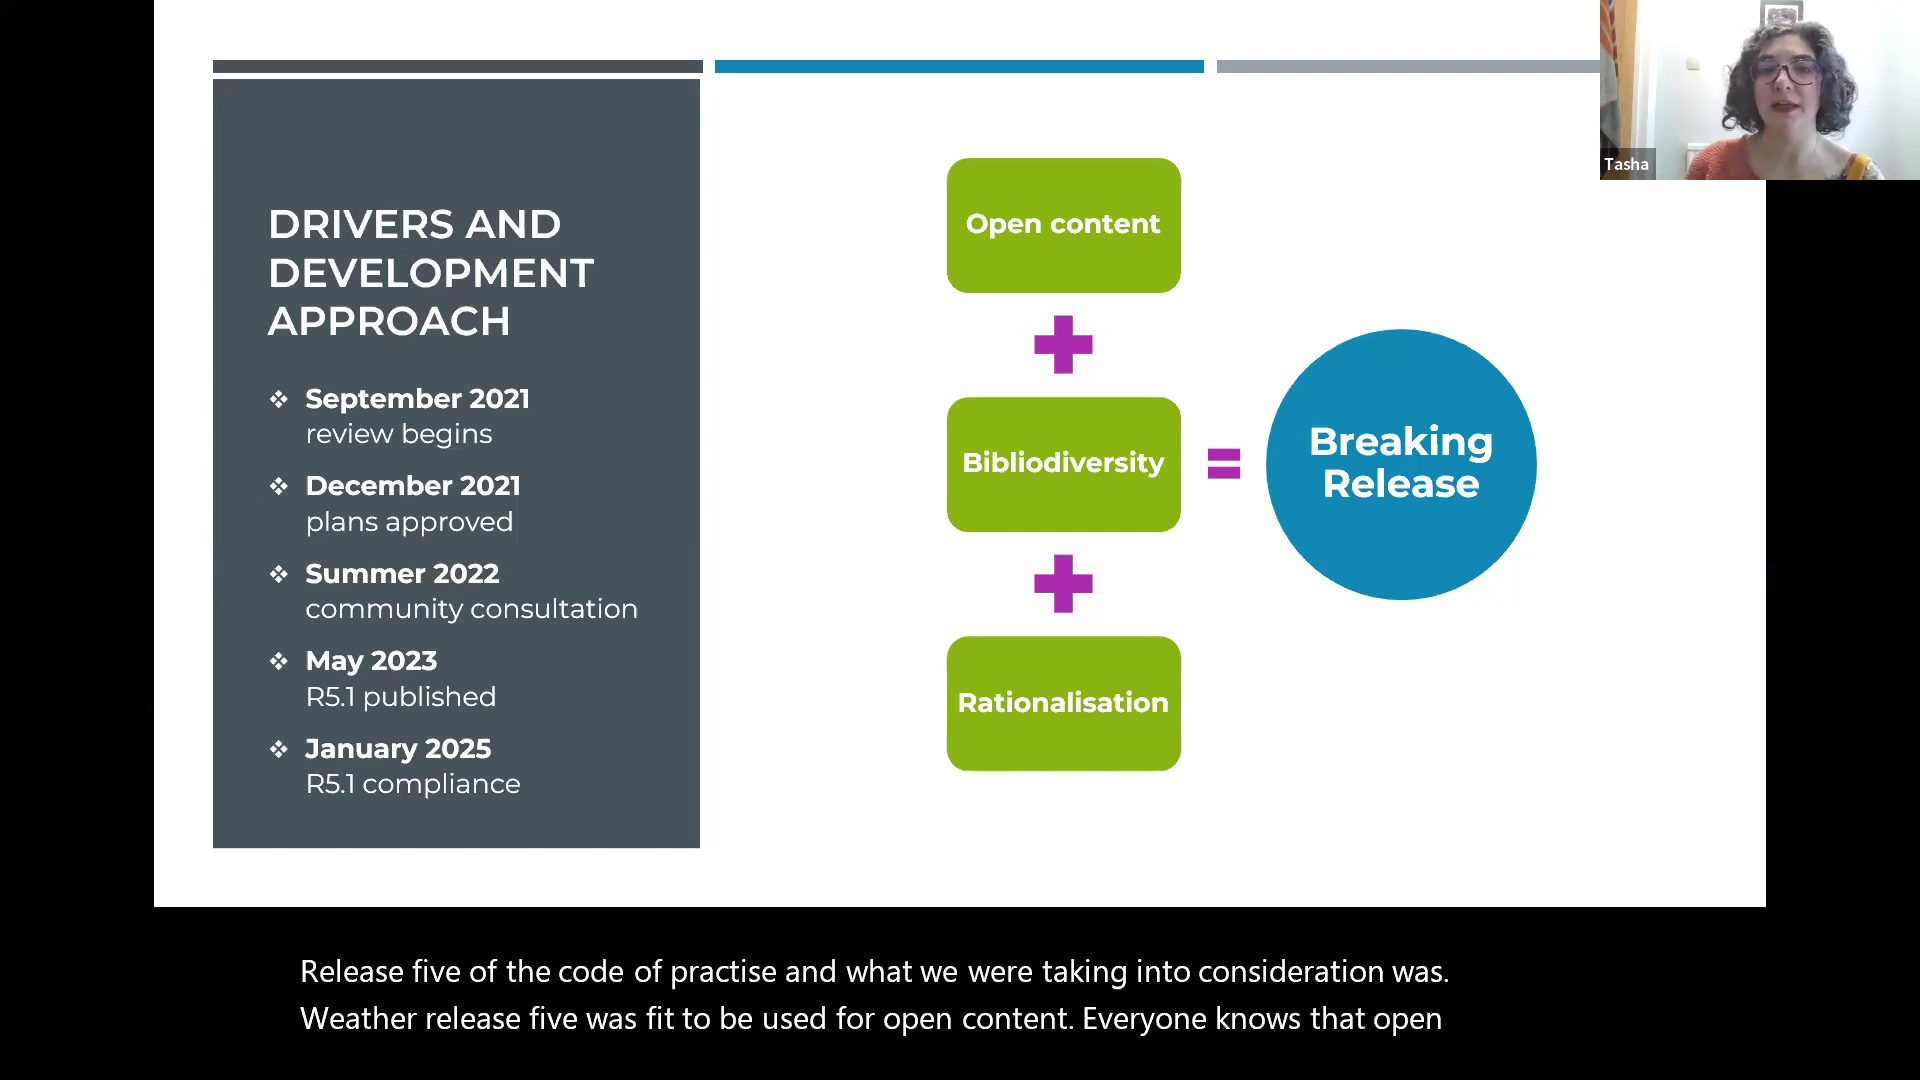 DRIVERS AND
DEVELOPMENT
APPROACH
❖ September 2021
review begins
❖ December 2021
plans approved
❖ Summer 2022
community consultation
❖ May 2023
R5.1 published
❖ January 2025
R5.1 compliance
Open content
Bibliodiversity
Rationalisation
Breaking
Release
Tasha
Release five of the code of practise and what we were taking into consideration was.
Weather release five was fit to be used for open content. Everyone knows that open